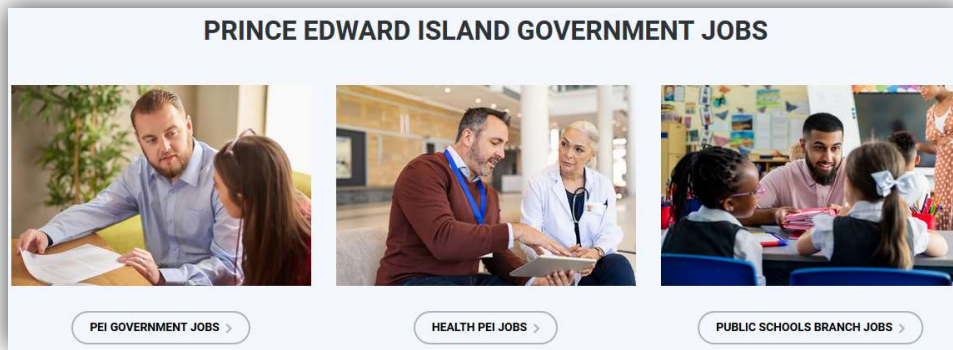 PRINCE EDWARD ISLAND GOVERNMENT JOBS
PEI GOVERNMENT JOBS >
HEALTH PEI JOBS >
PUBLIC SCHOOLS BRANCH JOBS >